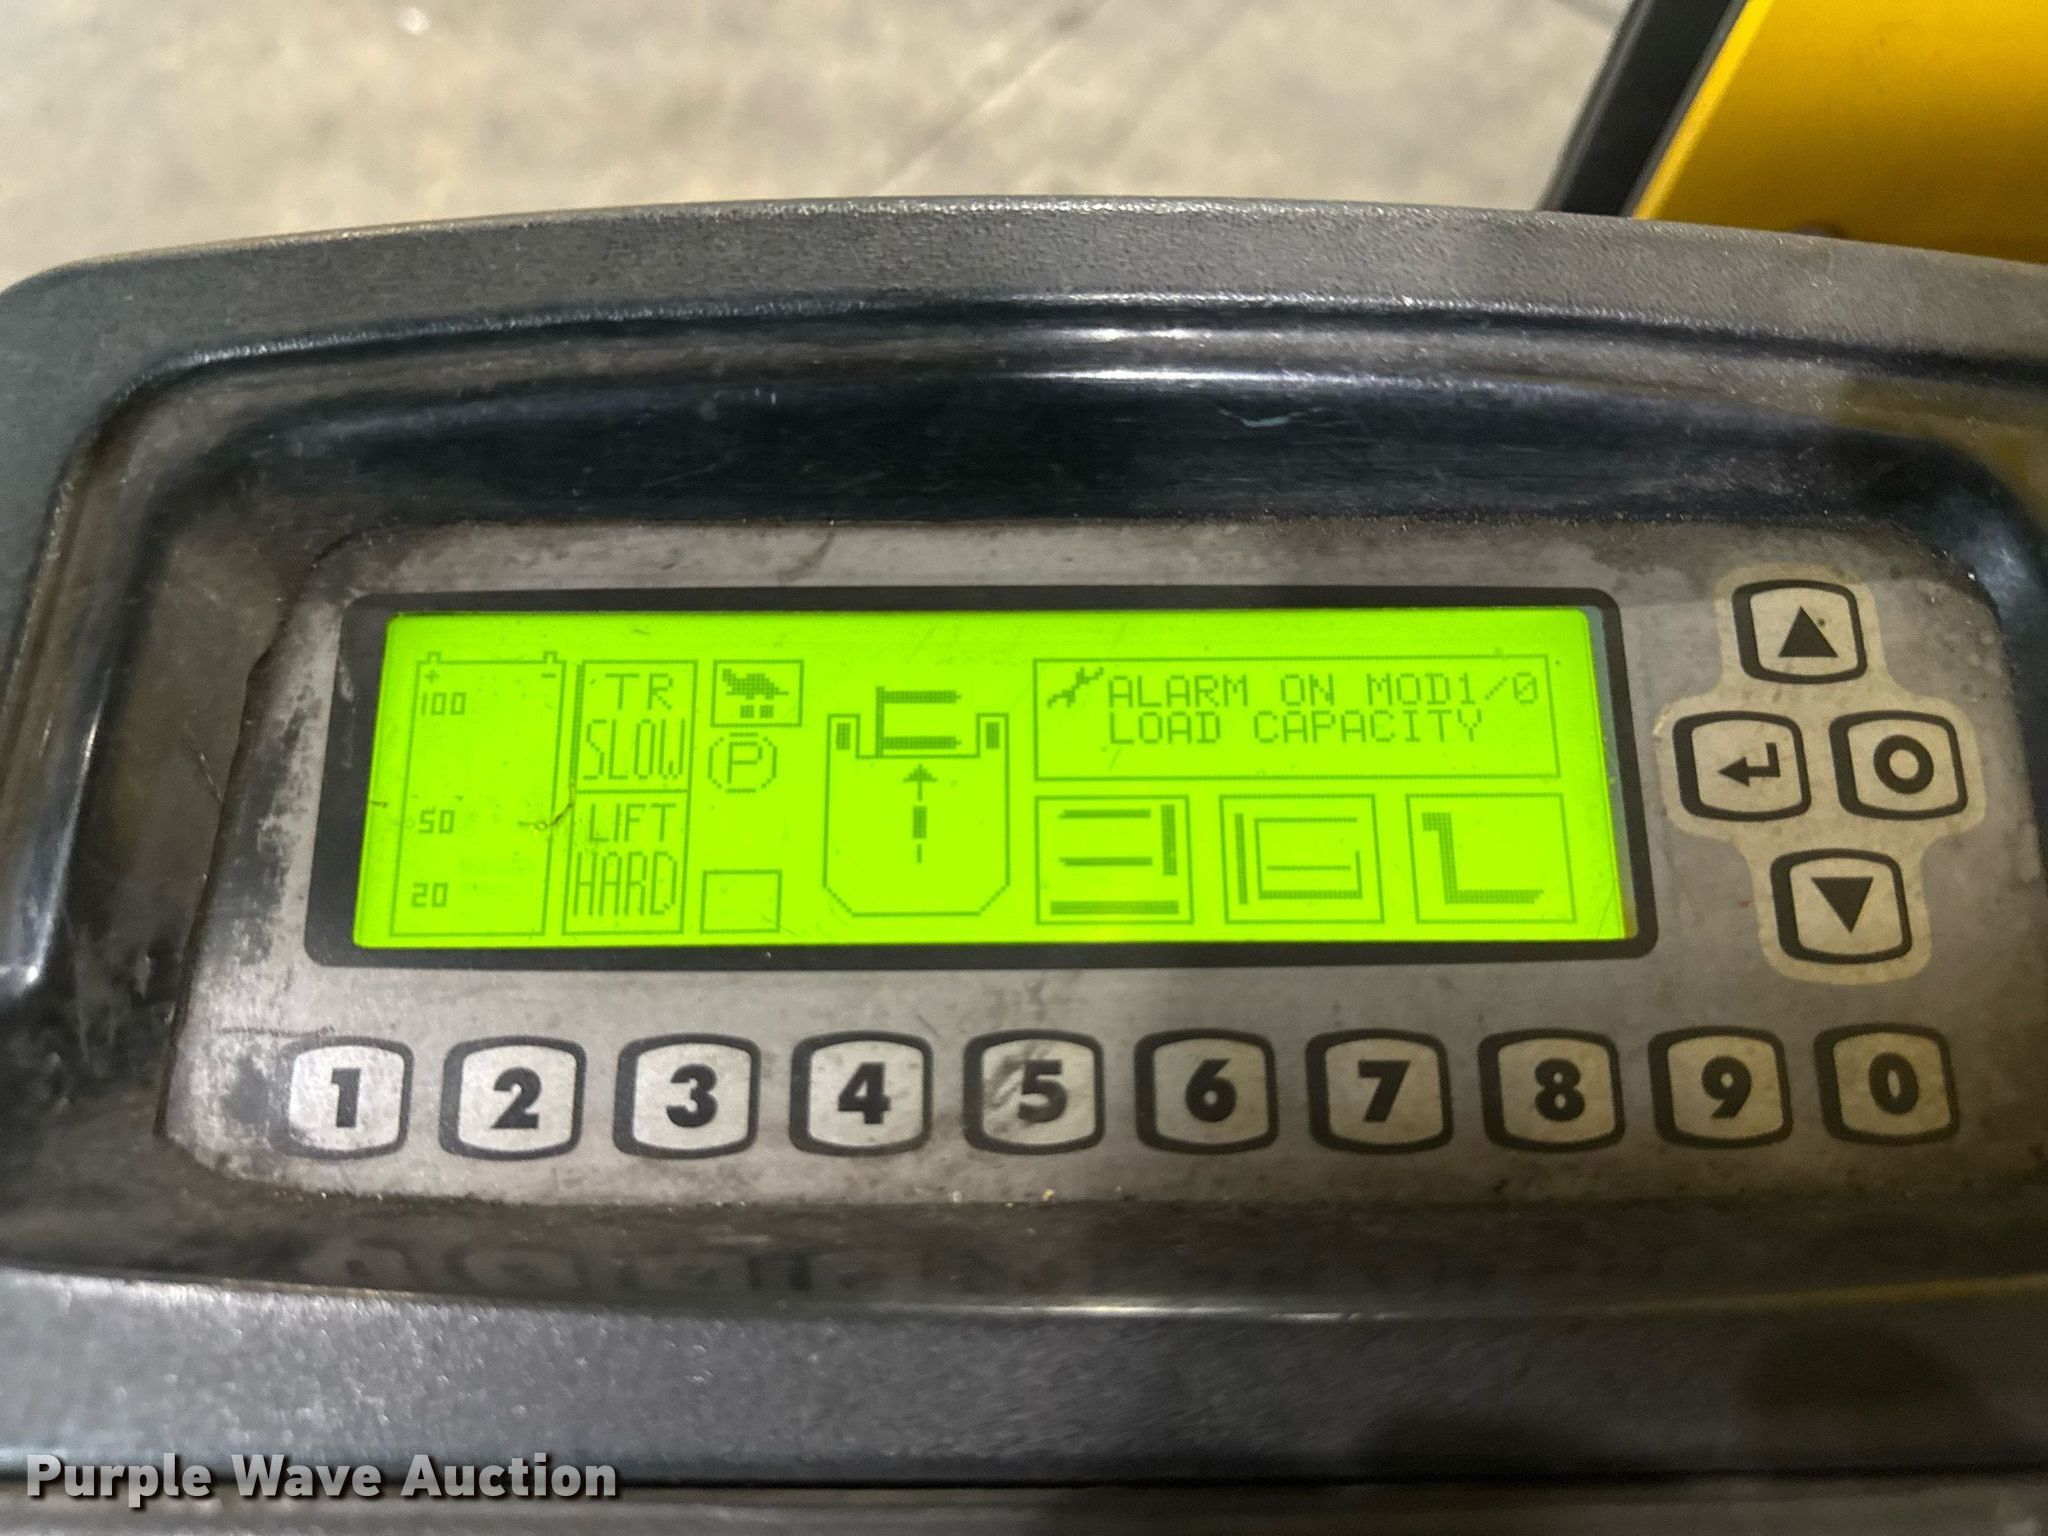 + -
100
50
20
TR
SLOW
LIFT
HARD
P
ALARM ON MOD1/0
LOAD CAPACITY
1 2 3 4 5 6 7 8 9 0
Purple Wave Auction